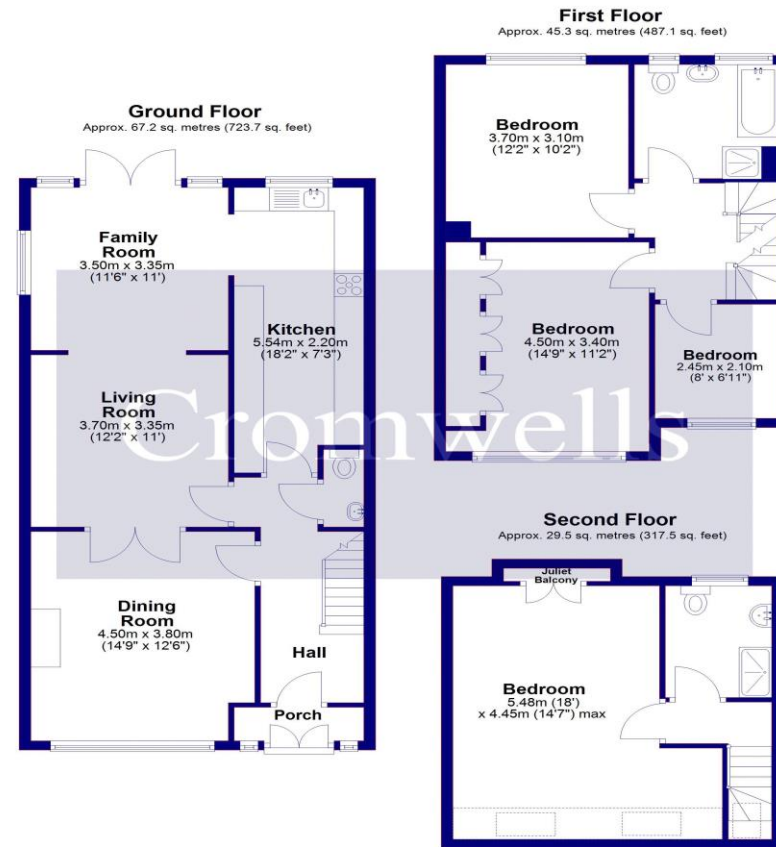 Ground Floor
Approx. 67.2 sq. metres (723.7 sq. feet)
Family
Room
3.50m x 3.35m
(11'6" x 11')
Kitchen
5.54m x 2.20m
(18'2" x 7'3")
Living
Room
3.70m x 3.35m
(12'2" x 11')
Dining
Room
4.50m x 3.80m
(14'9" x 12'6")
Hall
Porch
First Floor
Approx. 45.3 sq. metres (487.1 sq. feet)
Bedroom
3.70m x 3.10m
(12'2" x 10'2")
Bedroom
4.50m x 3.40m
(14'9" x 11'2")
Bedroom
2.45m x 2.10m
(8' x 6'11")
Cromwells
Second Floor
Approx. 29.5 sq. metres (317.5 sq. feet)
Juliet
Balcony
Bedroom
5.48m (18')
x 4.45m (14'7") max